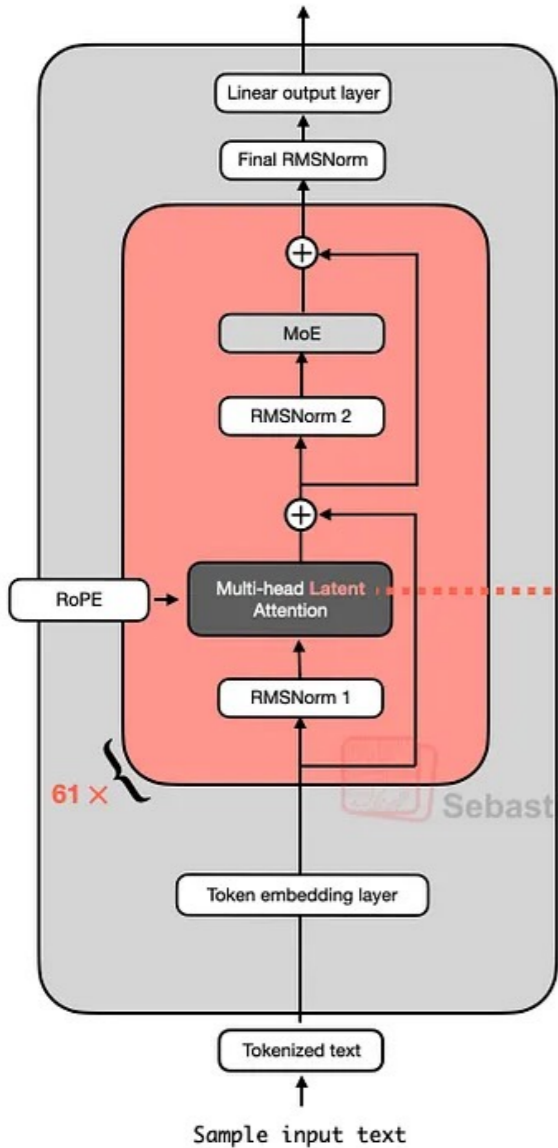 Linear output layer
Final RMSNorm
+
MoE
RMSNorm 2
+
Multi-head Latent
Attention
RoPE
RMSNorm 1
61 ×
Sebast
Token embedding layer
Tokenized text
Sample input text